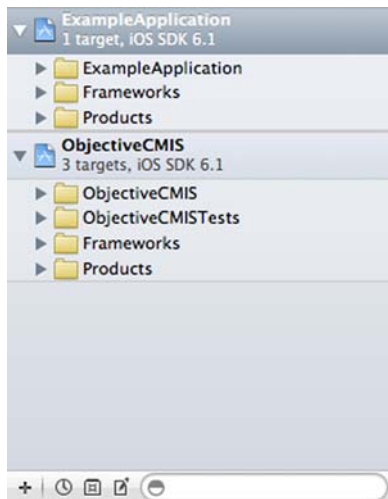 ExampleApplication
1 target, iOS SDK 6.1
ExampleApplication
Frameworks
Products
ObjectiveCMIS
3 targets, iOS SDK 6.1
ObjectiveCMIS
ObjectiveCMISTests
Frameworks
Products